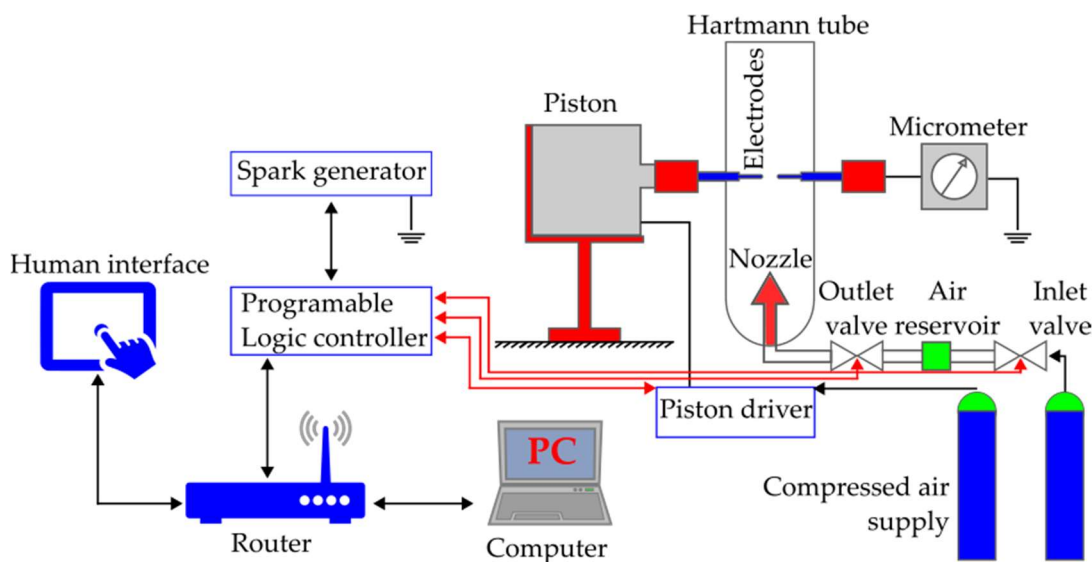 Hartmann tube
Piston
Electrodes
Micrometer
Spark generator
Human interface
Nozzle
Programable
Logic controller
Outlet
valve
Air
reservoir
Inlet
valve
Piston driver
PC
Compressed air
supply
Router
Computer